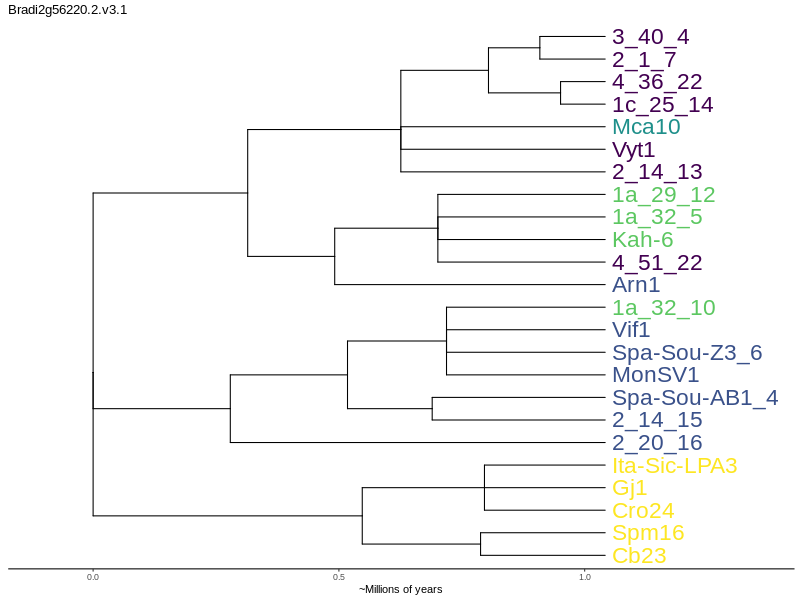 Bradi2g56220.2.v3.1
3_40_4
2_1_7
4_36_22
1c_25_14
Mca10
Vyt1
2_14_13
1a_29_12
1a_32_5
Kah-6
4_51_22
Arn1
1a_32_10
Vif1
Spa-Sou-Z3_6
MonSV1
Spa-Sou-AB1_4
2_14_15
2_20_16
Ita-Sic-LPA3
Gj1
Cro24
Spm16
Cb23
0.0 0.5 1.0
~Millions of years